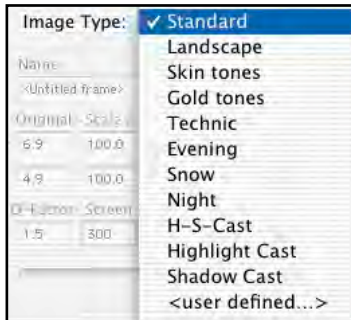 Image Type: ✓ Standard
Landscape
Skin tones
Gold tones
Technic
Evening
Snow
Night
H-S-Cast
Highlight Cast
Shadow Cast
<user defined...>
Name:
<Untitled frame>
Original Scale
6.9 100.0
4.9 100.0
Q-Factor Screen
1.5 300